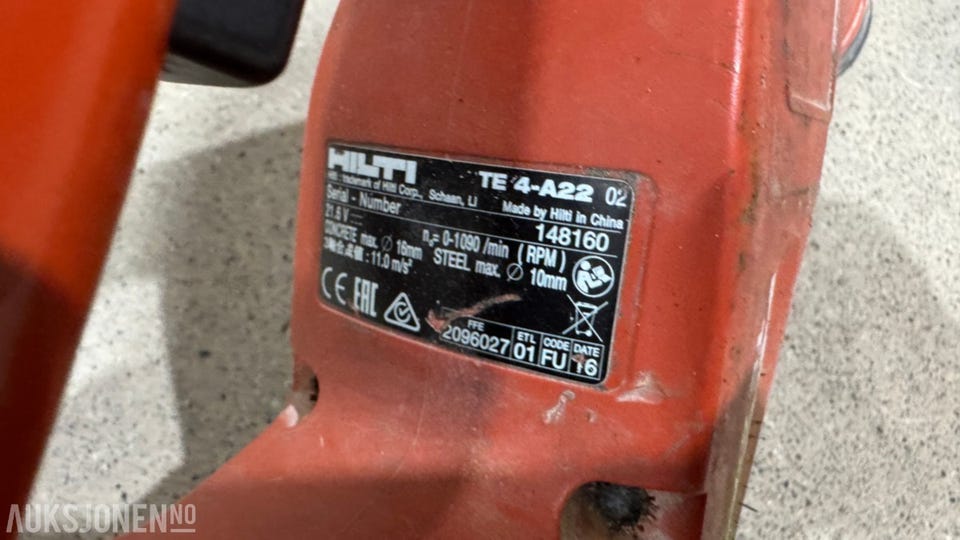 HILTI TE 4-A22 02
Hilti = trademark of Hilti Corp., Schaan, LI Made by Hilti in China
Serial - Number 148160
21.6 V n₀= 0-1090 /min (RPM)
CONCRETE max. Ø 16mm STEEL max. Ø 10mm
:11.0 m/s²
CE EAC
FFE ETL CODE DATE
2096027 01 FU 16
AUKSJONEN.NO